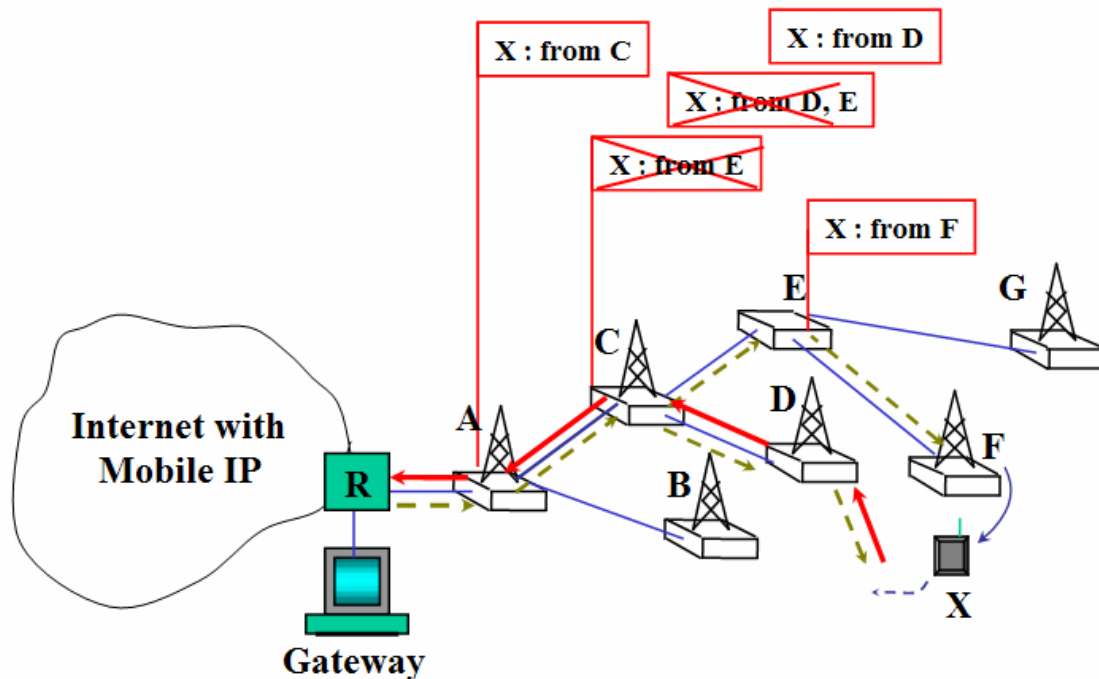 X : from C
X : from D
X : from D, E
X : from E
X : from F
E
G
C
A
D
B
F
Internet with
Mobile IP
R
X
Gateway